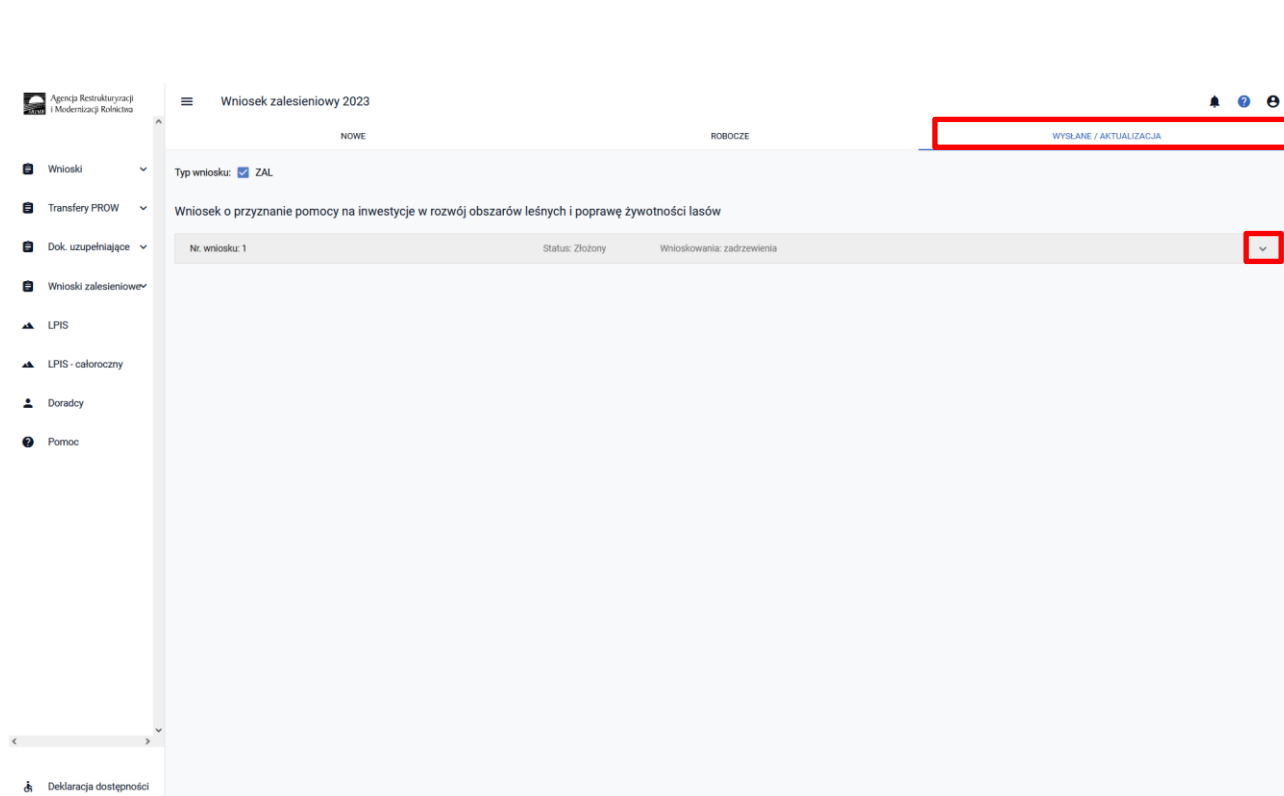 Agencja Restrukturyzacji
i Modernizacji Rolnictwa
Wniosek zalesieniowy 2023
NOWE
ROBOCZE
WYSŁANE / AKTUALIZACJA
Wnioski
Transfery PROW
Dok. uzupełniające
Wnioski zalesieniowe
LPIS
LPIS - całoroczny
Doradcy
Pomoc
Deklaracja dostępności
Typ wniosku: ZAL
Wniosek o przyznanie pomocy na inwestycje w rozwój obszarów leśnych i poprawę żywotności lasów
Nr. wniosku: 1 Status: Złożony Wnioskowania: zadrzewienia